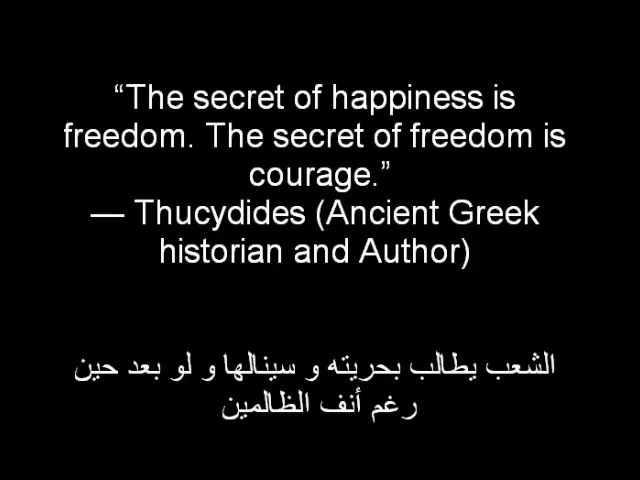 “The secret of happiness is
freedom. The secret of freedom is
courage.”
— Thucydides (Ancient Greek
historian and Author)
الشعب يطالب بحريته و سينالها و لو بعد حين
رغم أنف الظالمين